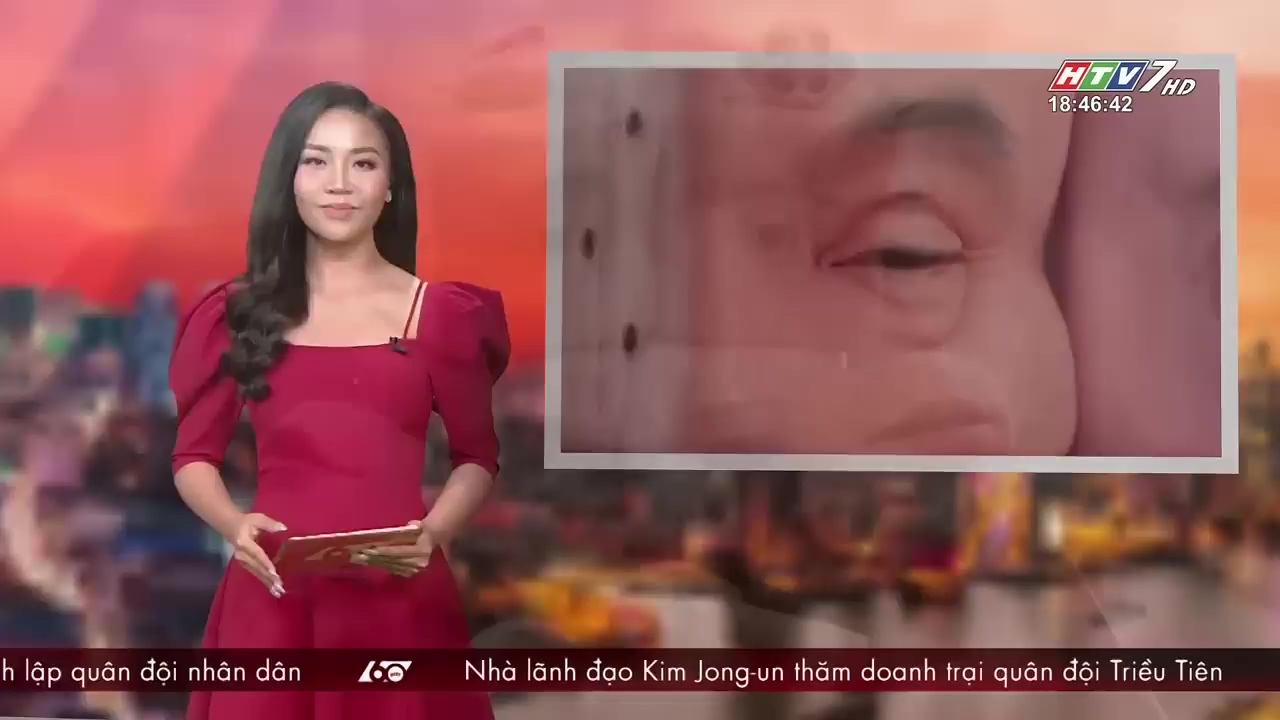 HTV7 HD
18:46:42
h lập quân đội nhân dân 60 Nhà lãnh đạo Kim Jong-un thăm doanh trại quân đội Triều Tiên